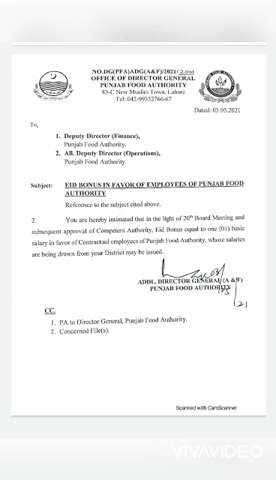 NO.DG(PFA)ADG(A&F)/2021/
OFFICE OF DIRECTOR GENERAL
PUNJAB FOOD AUTHORITY
83-C New Muslim Town, Lahore
Tel: 042-99332766-67
Dated: 03.05.2021
To,
1. Deputy Director (Finance),
Punjab Food Authority.
2. All. Deputy Director (Operations),
Punjab Food Authority
Subject: EID BONUS IN FAVOR OF EMPLOYEES OF PUNJAB FOOD
AUTHORITY
Reference to the subject cited above.
2. You are hereby intimated that in the light of 20th Board Meeting and
subsequent approval of Competent Authority, Eid Bonus equal to one (01) basic
salary in favor of Contractual employees of Punjab Food Authority, whose salaries
are being drawn from your District may be issued.
ADDL. DIRECTOR GENERAL (A &F)
PUNJAB FOOD AUTHORITY
CC.
1. PA to Director General, Punjab Food Authority.
2. Concerned File(s).
Scanned with CamScanner
VIVAVIDEO